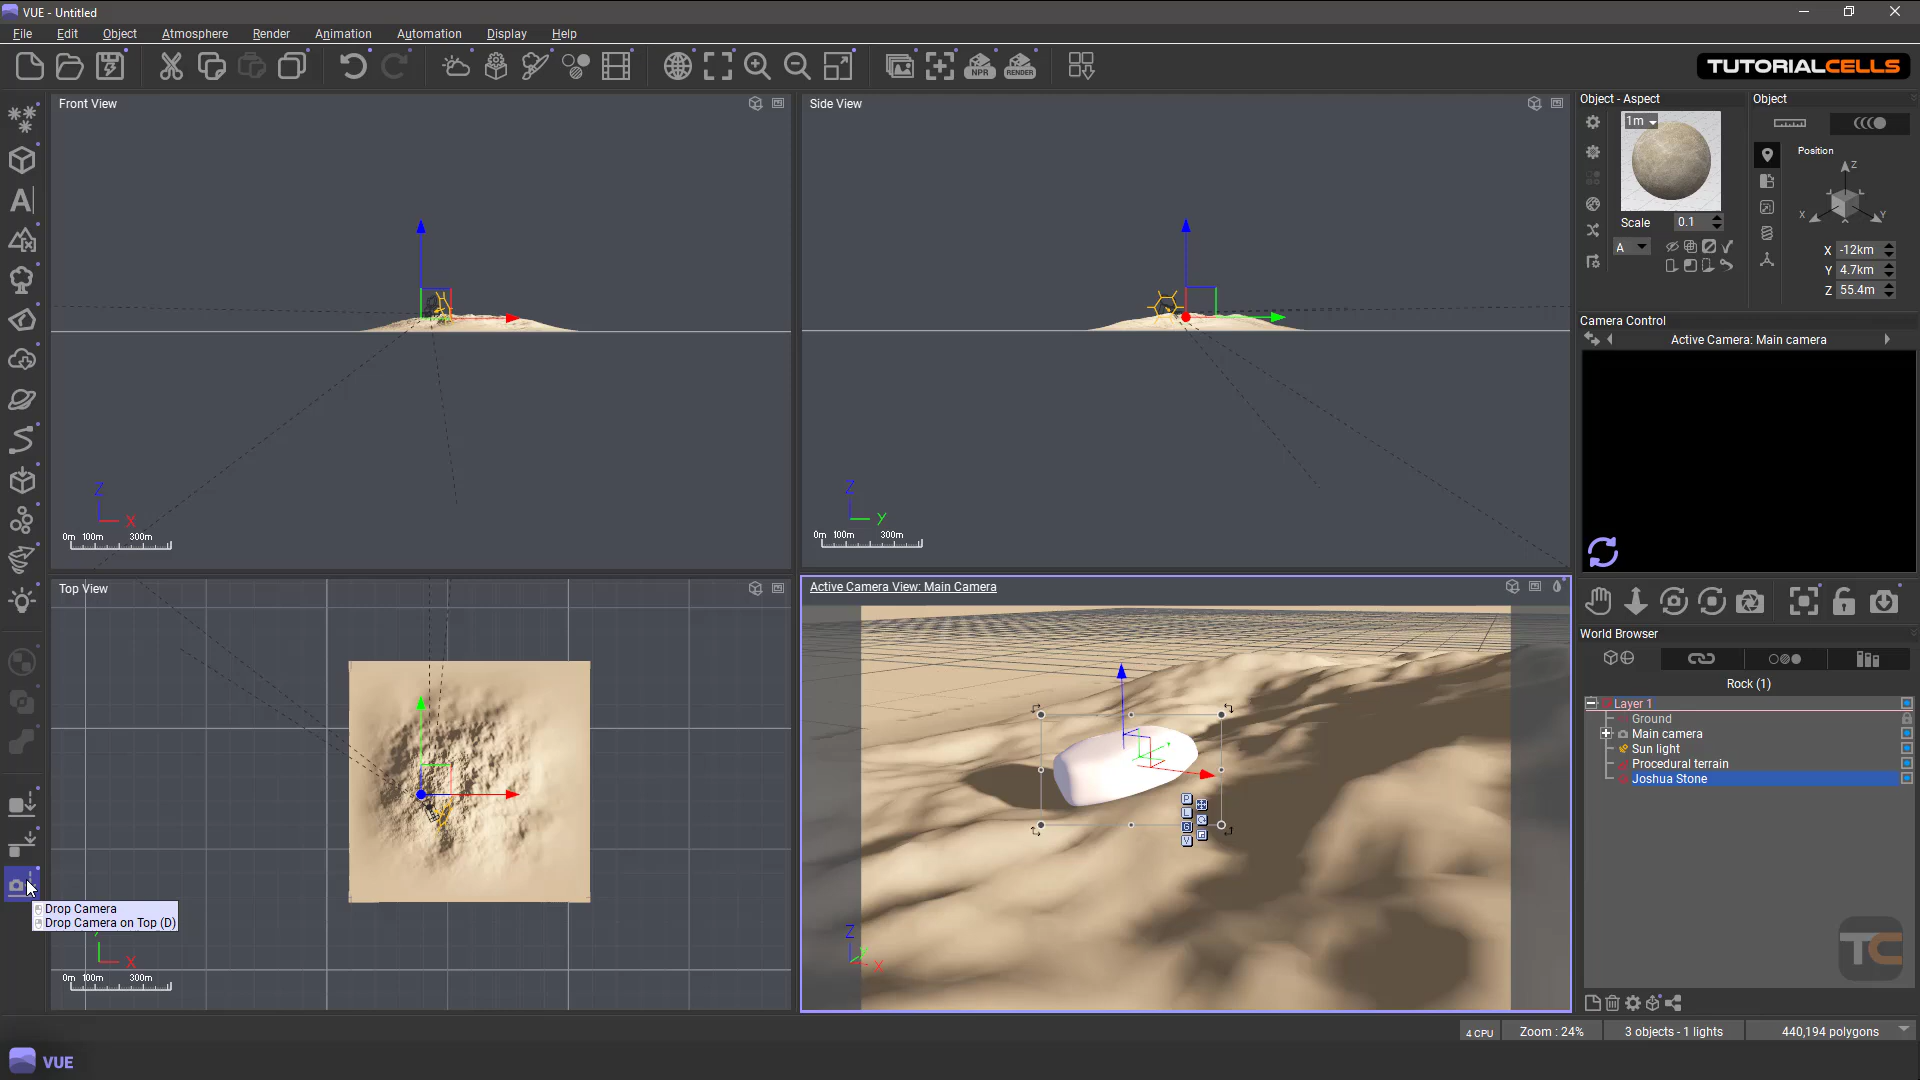 VUE - Untitled
File Edit Object Atmosphere Render Animation Automation Display Help
NPR RENDER
TUTORIALCELLS
Front View
Side View
Object - Aspect
Object
1m
Position
Z
X Y
Scale 0.1
A
X -12km
Y 4.7km
Z 55.4m
Camera Control
Active Camera: Main camera
Z
X
0m 100m 300m
Z
Y
0m 100m 300m
Top View
Active Camera View: Main Camera
World Browser
Rock (1)
Layer 1
Ground
Main camera
Sun light
Procedural terrain
Joshua Stone
P
L
G
V
Drop Camera
Drop Camera on Top (D)
X
0m 100m 300m
Z
Y
X
TC
4 CPU
Zoom : 24%
3 objects - 1 lights
440,194 polygons
VUE